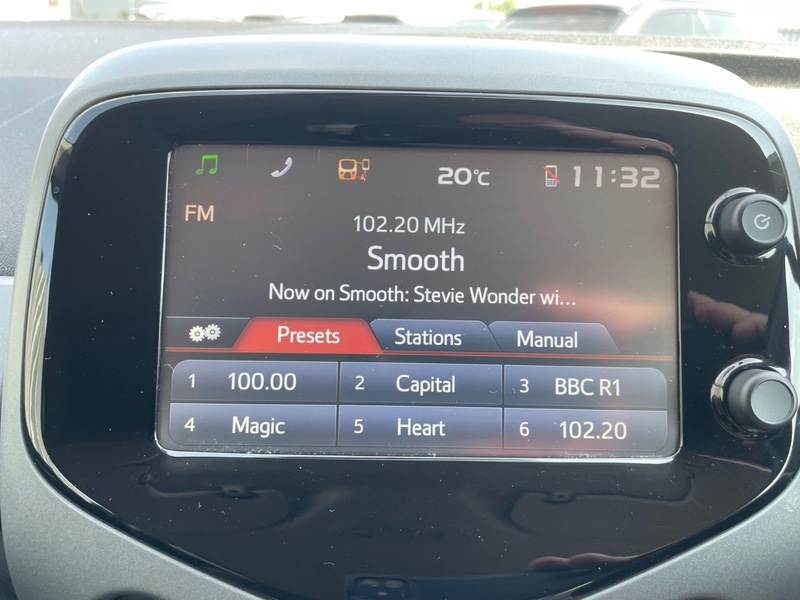 20°C 11:32
FM
102.20 MHz
Smooth
Now on Smooth: Stevie Wonder wi...
Presets Stations Manual
1 100.00 2 Capital 3 BBC R1
4 Magic 5 Heart 6 102.20